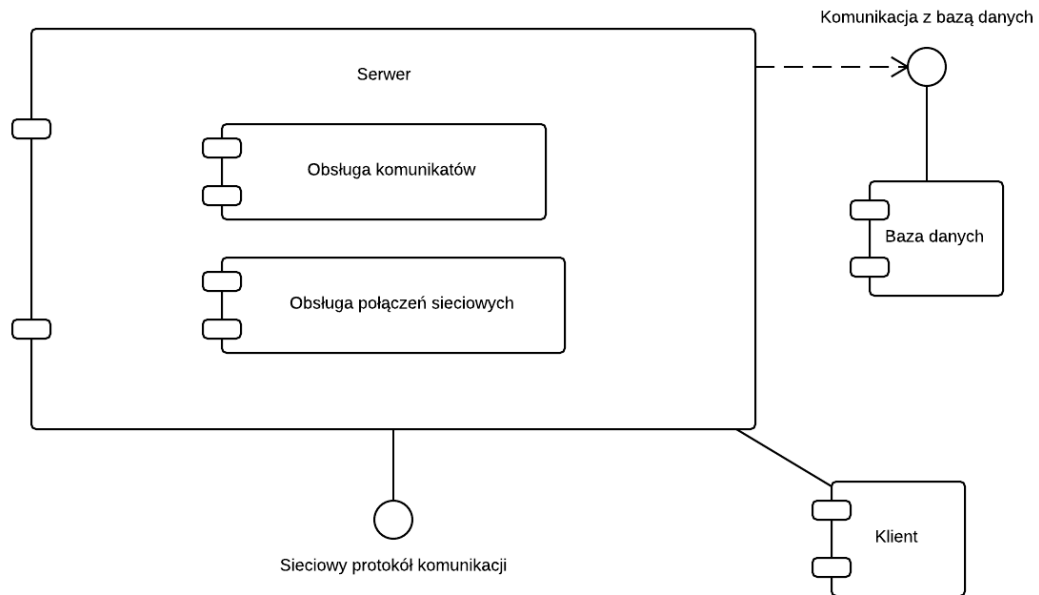 Komunikacja z bazą danych
Serwer
Obsługa komunikatów
Baza danych
Obsługa połączeń sieciowych
Klient
Sieciowy protokół komunikacji